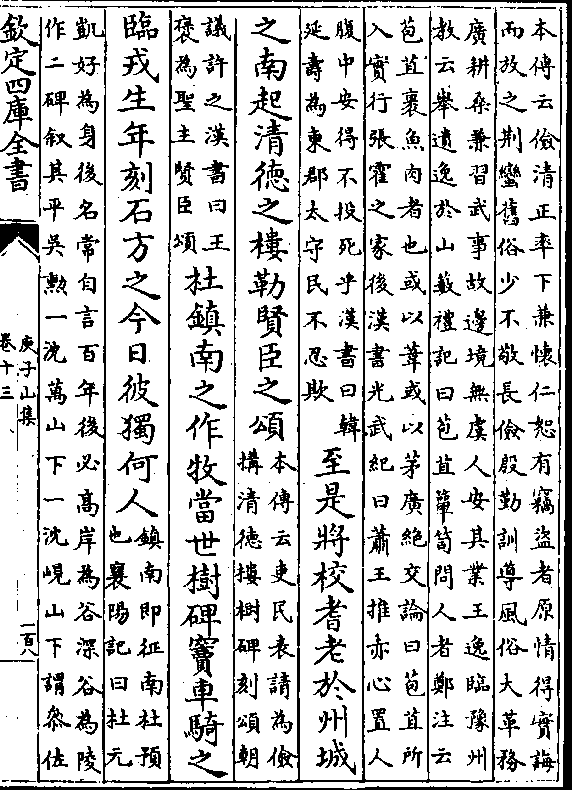 本傳云儉清正率下兼懷仁恕有竊盜者原情得實誨
而放之荆蠻舊俗少不敬長儉殷勤訓導風俗大革務
廣耕桑兼習武事故邊境無虞人安其業王逸臨豫州
教云舉遺逸於山藪禮記曰苞苴簞笥問人者鄭注云
苞苴裹魚肉者也或以葦或以茅廣絶交論曰苞苴所
入實行張霍之家後漢書光武紀曰蕭王推赤心置人
腹中安得不投死乎漢書曰韓
延壽為東郡太守民不忍欺
至是將校耆老於州城
之南起清德之樓勒賢臣之頌
本傳云吏民表請為儉
構清德樓樹碑刻頌朝
議許之漢書曰王
襃為聖主賢臣頌
杜鎮南之作牧當世樹碑竇車騎之
臨戎生年刻石方之今日彼獨何人
鎮南即征南杜預
也襄陽記曰杜元
凱好為身後名常自言百年後必高岸為谷深谷為陵
作二碑叙其平吳勲一沈萬山下一沈峴山下謂叅佐
欽定四庫全書
庾子山集
卷十三
一百八